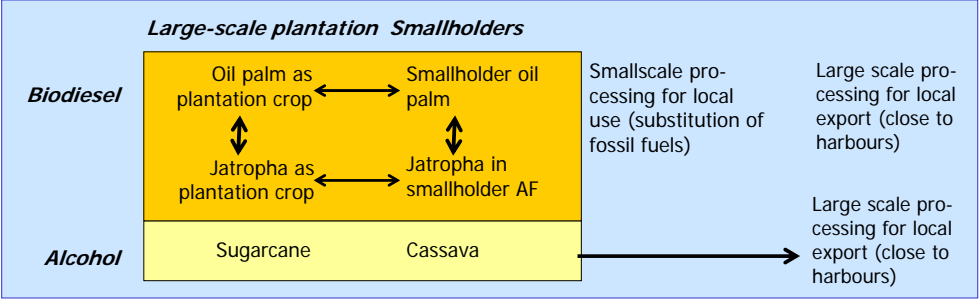 Large-scale plantation Smallholders
Biodiesel
Oil palm as
plantation crop
Smallholder oil
palm
Jatropha as
plantation crop
Jatropha in
smallholder AF
Smallscale pro-
cessing for local
use (substitution of
fossil fuels)
Large scale pro-
cessing for local
export (close to
harbours)
Alcohol
Sugarcane
Cassava
Large scale pro-
cessing for local
export (close to
harbours)